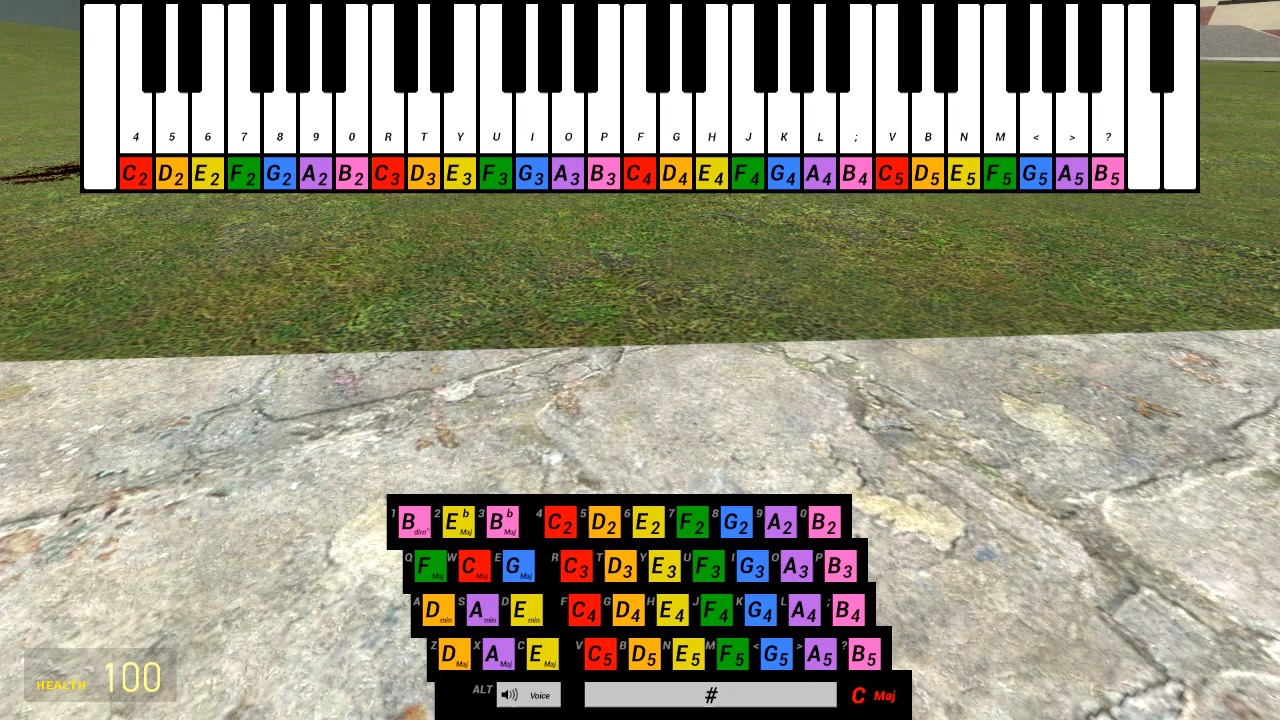 4 5 6 7 8 9 0 R T Y U I O P F G H J K L ; V B N M < > ?
C2 D2 E2 F2 G2 A2 B2 C3 D3 E3 F3 G3 A3 B3 C4 D4 E4 F4 G4 A4 B4 C5 D5 E5 F5 G5 A5 B5
1 B dim° 2 Eb Maj 3 Bb Maj 4 C2 5 D2 6 E2 7 F2 8 G2 9 A2 0 B2
Q F Maj W C Maj E G Maj R C3 T D3 Y E3 U F3 I G3 O A3 P B3
A D min S A min D E min F C4 G D4 H E4 J F4 K G4 L A4 ; B4
Z D Maj X A Maj C E Maj V C5 B D5 N E5 M F5 < G5 > A5 ? B5
ALT Voice # C Maj
HEALTH 100